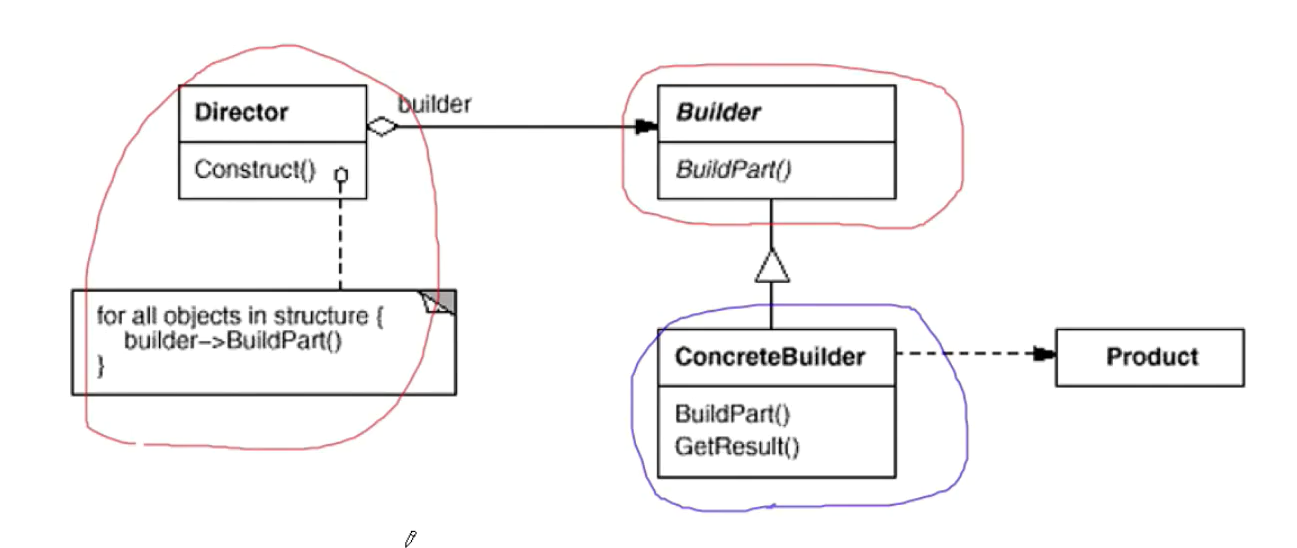 Director
builder
Builder
Construct()
BuildPart()
for all objects in structure {
builder->BuildPart()
}
ConcreteBuilder
Product
BuildPart()
GetResult()